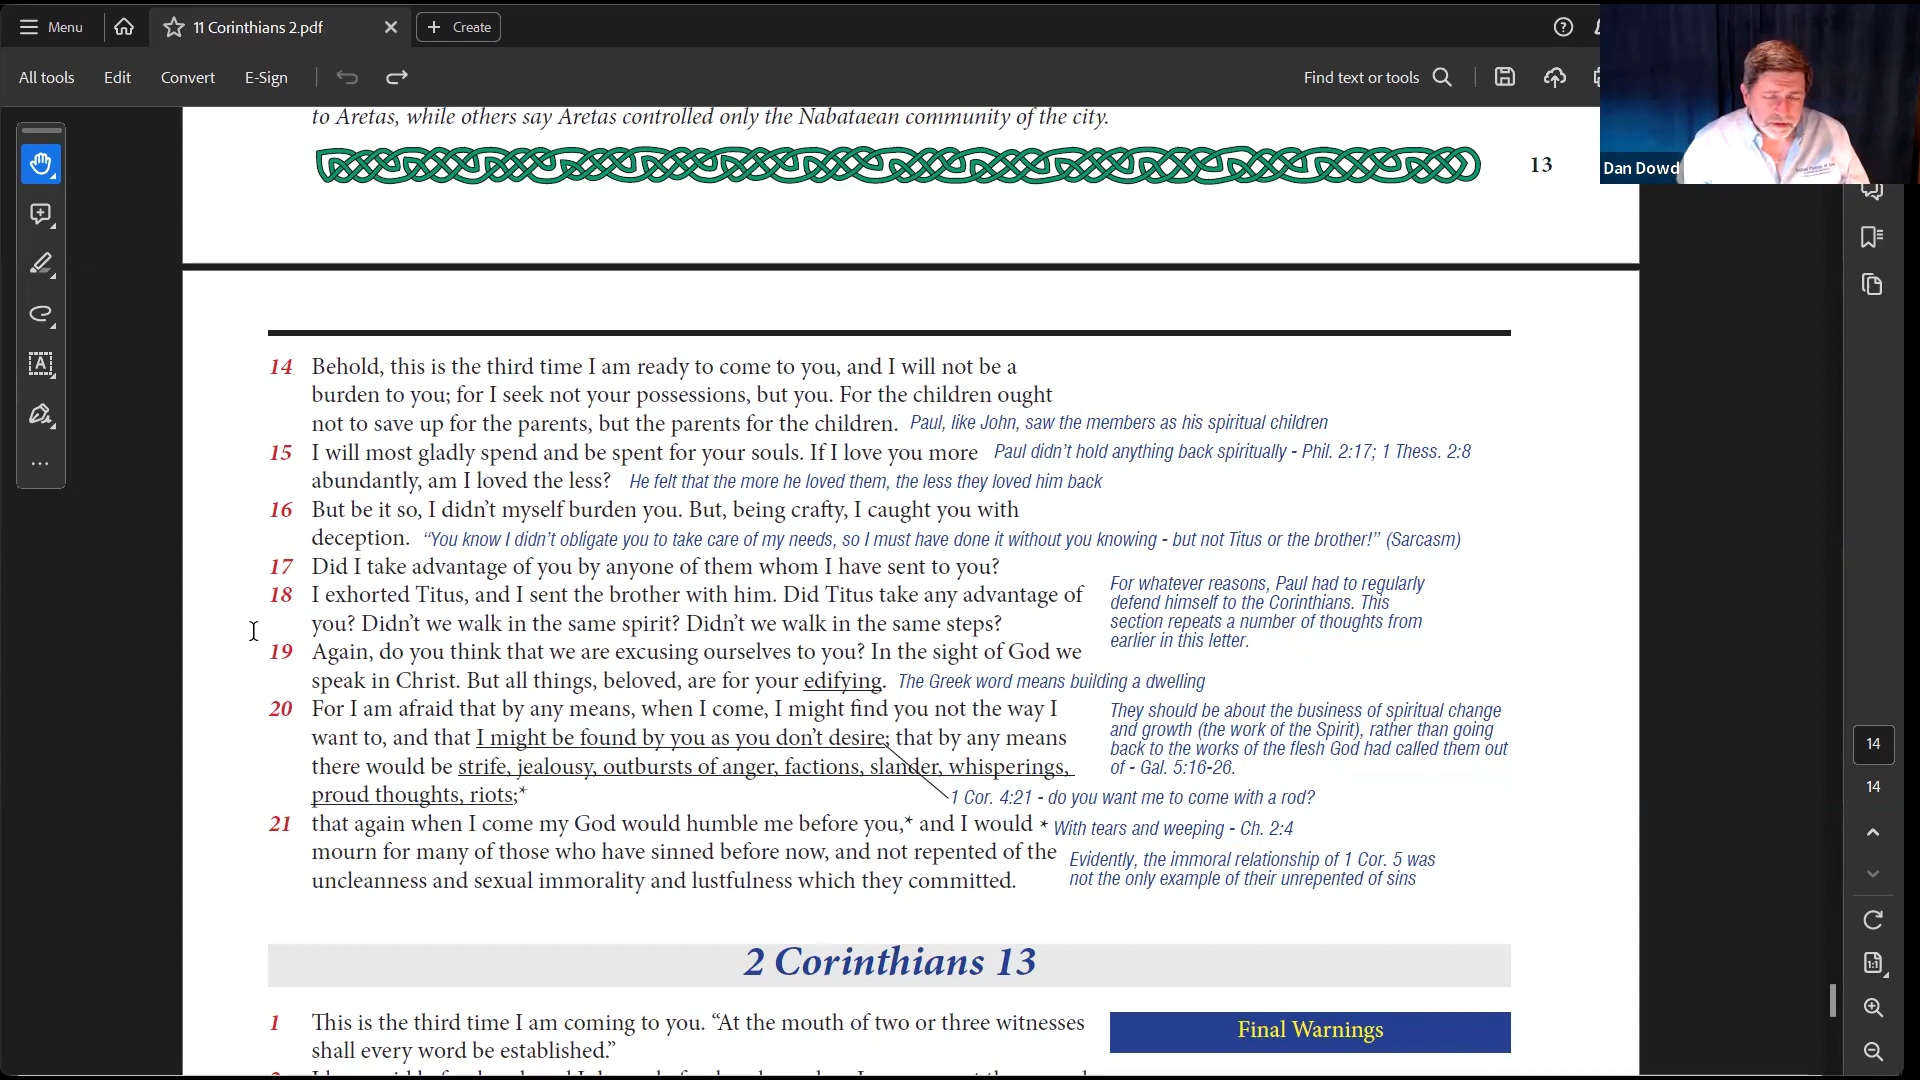 Menu
11 Corinthians 2.pdf
Create
All tools
Edit
Convert
E-Sign
Find text or tools
Dan Dowd
to Aretas, while others say Aretas controlled only the Nabataean community of the city.
13
14 Behold, this is the third time I am ready to come to you, and I will not be a
burden to you; for I seek not your possessions, but you. For the children ought
not to save up for the parents, but the parents for the children. Paul, like John, saw the members as his spiritual children
15 I will most gladly spend and be spent for your souls. If I love you more Paul didn't hold anything back spiritually - Phil. 2:17; 1 Thess. 2:8
abundantly, am I loved the less? He felt that the more he loved them, the less they loved him back
16 But be it so, I didn't myself burden you. But, being crafty, I caught you with
deception. "You know I didn't obligate you to take care of my needs, so I must have done it without you knowing - but not Titus or the brother!" (Sarcasm)
17 Did I take advantage of you by anyone of them whom I have sent to you?
18 I exhorted Titus, and I sent the brother with him. Did Titus take any advantage of
you? Didn't we walk in the same spirit? Didn't we walk in the same steps?
For whatever reasons, Paul had to regularly
defend himself to the Corinthians. This
section repeats a number of thoughts from
earlier in this letter.
19 Again, do you think that we are excusing ourselves to you? In the sight of God we
speak in Christ. But all things, beloved, are for your edifying. The Greek word means building a dwelling
20 For I am afraid that by any means, when I come, I might find you not the way I
want to, and that I might be found by you as you don't desire; that by any means
there would be strife, jealousy, outbursts of anger, factions, slander, whisperings,
proud thoughts, riots;*
They should be about the business of spiritual change
and growth (the work of the Spirit), rather than going
back to the works of the flesh God had called them out
of - Gal. 5:16-26.
1 Cor. 4:21 - do you want me to come with a rod?
21 that again when I come my God would humble me before you,* and I would * With tears and weeping - Ch. 2:4
mourn for many of those who have sinned before now, and not repented of the
uncleanness and sexual immorality and lustfulness which they committed.
Evidently, the immoral relationship of 1 Cor. 5 was
not the only example of their unrepented of sins
14
14
2 Corinthians 13
1 This is the third time I am coming to you. "At the mouth of two or three witnesses
shall every word be established."
Final Warnings